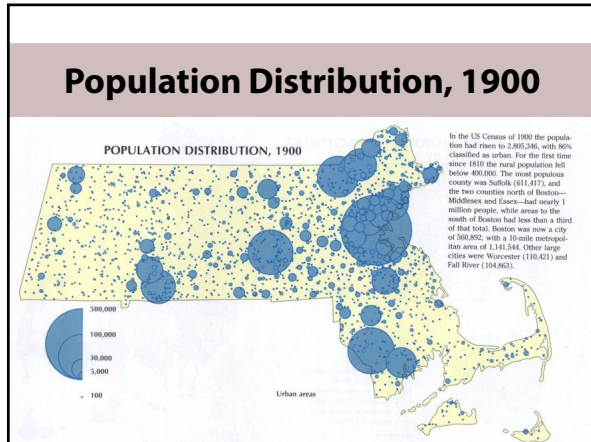 Population Distribution, 1900
POPULATION DISTRIBUTION, 1900
In the US Census of 1900 the popula-
tion had risen to 2,805,346, with 86%
classified as urban. For the first time
since 1810 the rural population fell
below 400,000. The most populous
county was Suffolk (611,417), and
the two counties north of Boston—
Middlesex and Essex—had nearly 1
million people, while areas to the
south of Boston had less than a third
of that total. Boston was now a city
of 560,892, with a 10-mile metropol-
itan area of 1,141,544. Other large
cities were Worcester (110,421) and
Fall River (104,863).
500,000
100,000
30,000
5,000
100
Urban areas